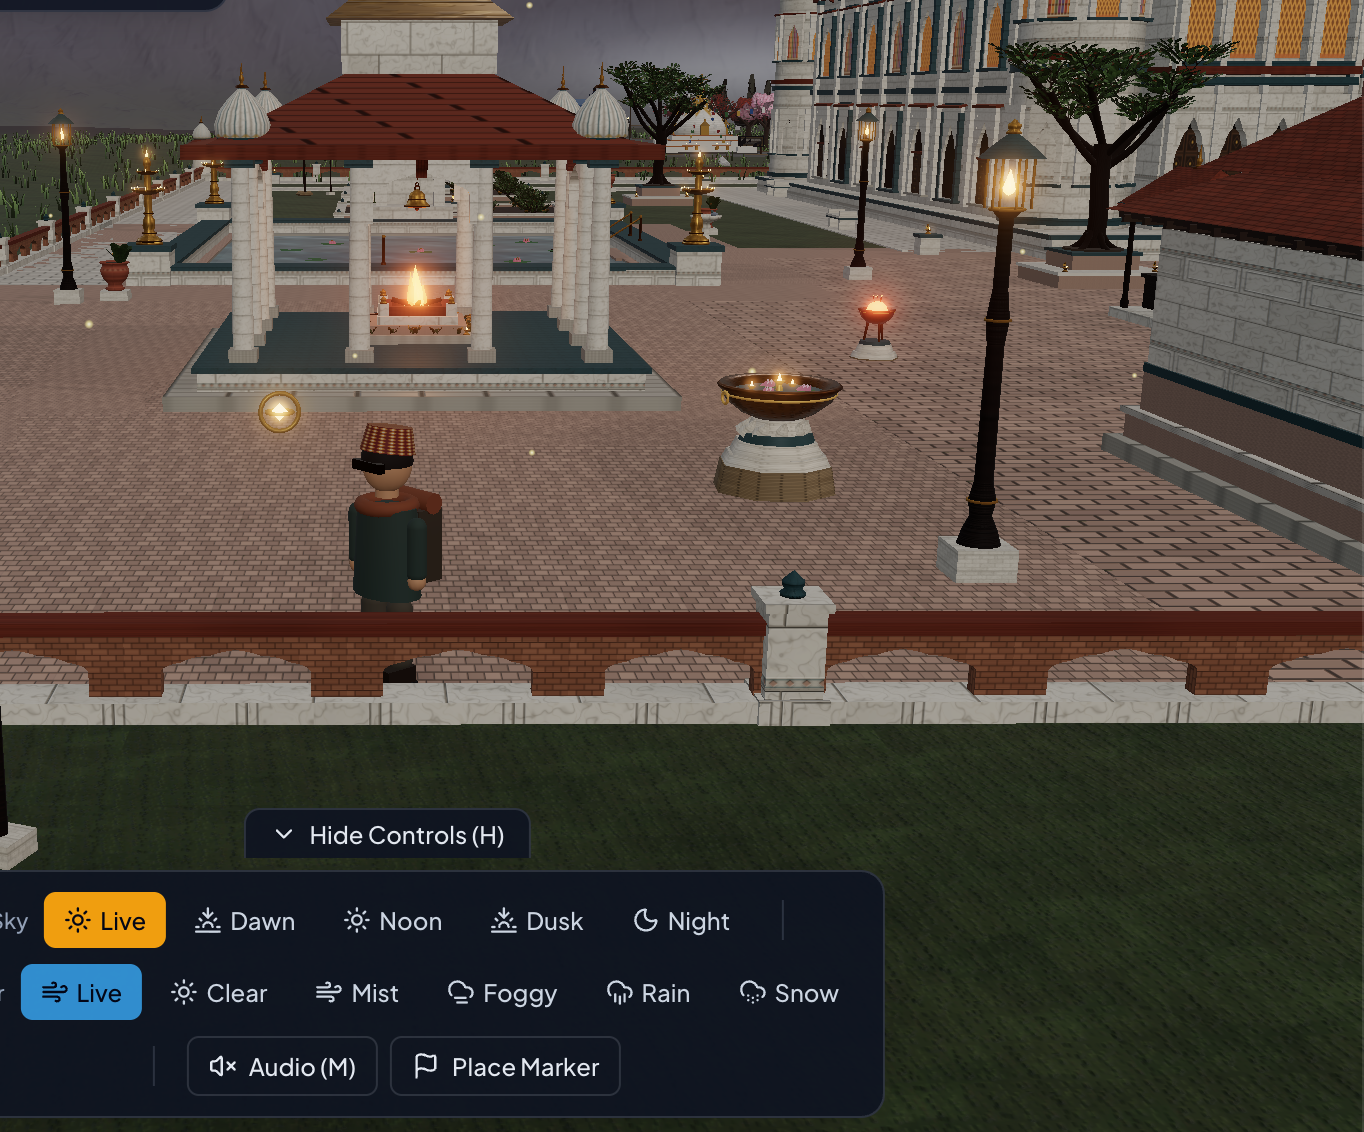 Hide Controls (H)
Sky Live Dawn Noon Dusk Night
Live Clear Mist Foggy Rain Snow
Audio (M) Place Marker